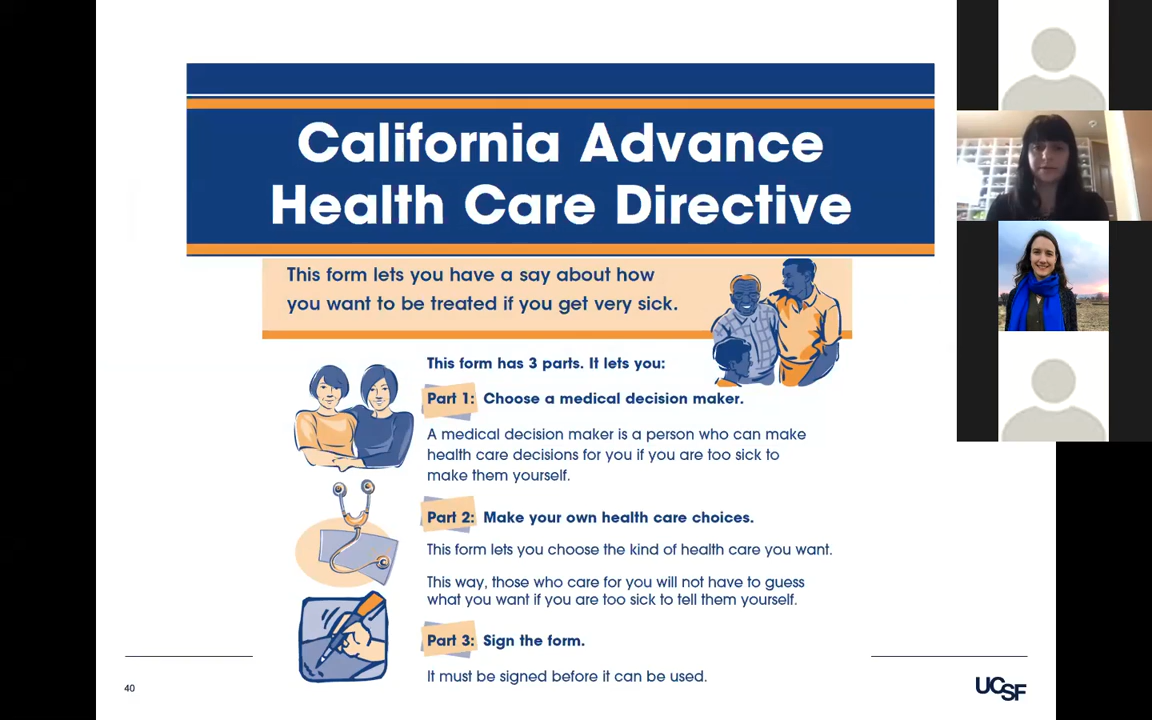 California Advance
Health Care Directive
This form lets you have a say about how
you want to be treated if you get very sick.
This form has 3 parts. It lets you:
Part 1: Choose a medical decision maker.
A medical decision maker is a person who can make
health care decisions for you if you are too sick to
make them yourself.
Part 2: Make your own health care choices.
This form lets you choose the kind of health care you want.
This way, those who care for you will not have to guess
what you want if you are too sick to tell them yourself.
Part 3: Sign the form.
It must be signed before it can be used.
40
UCSF